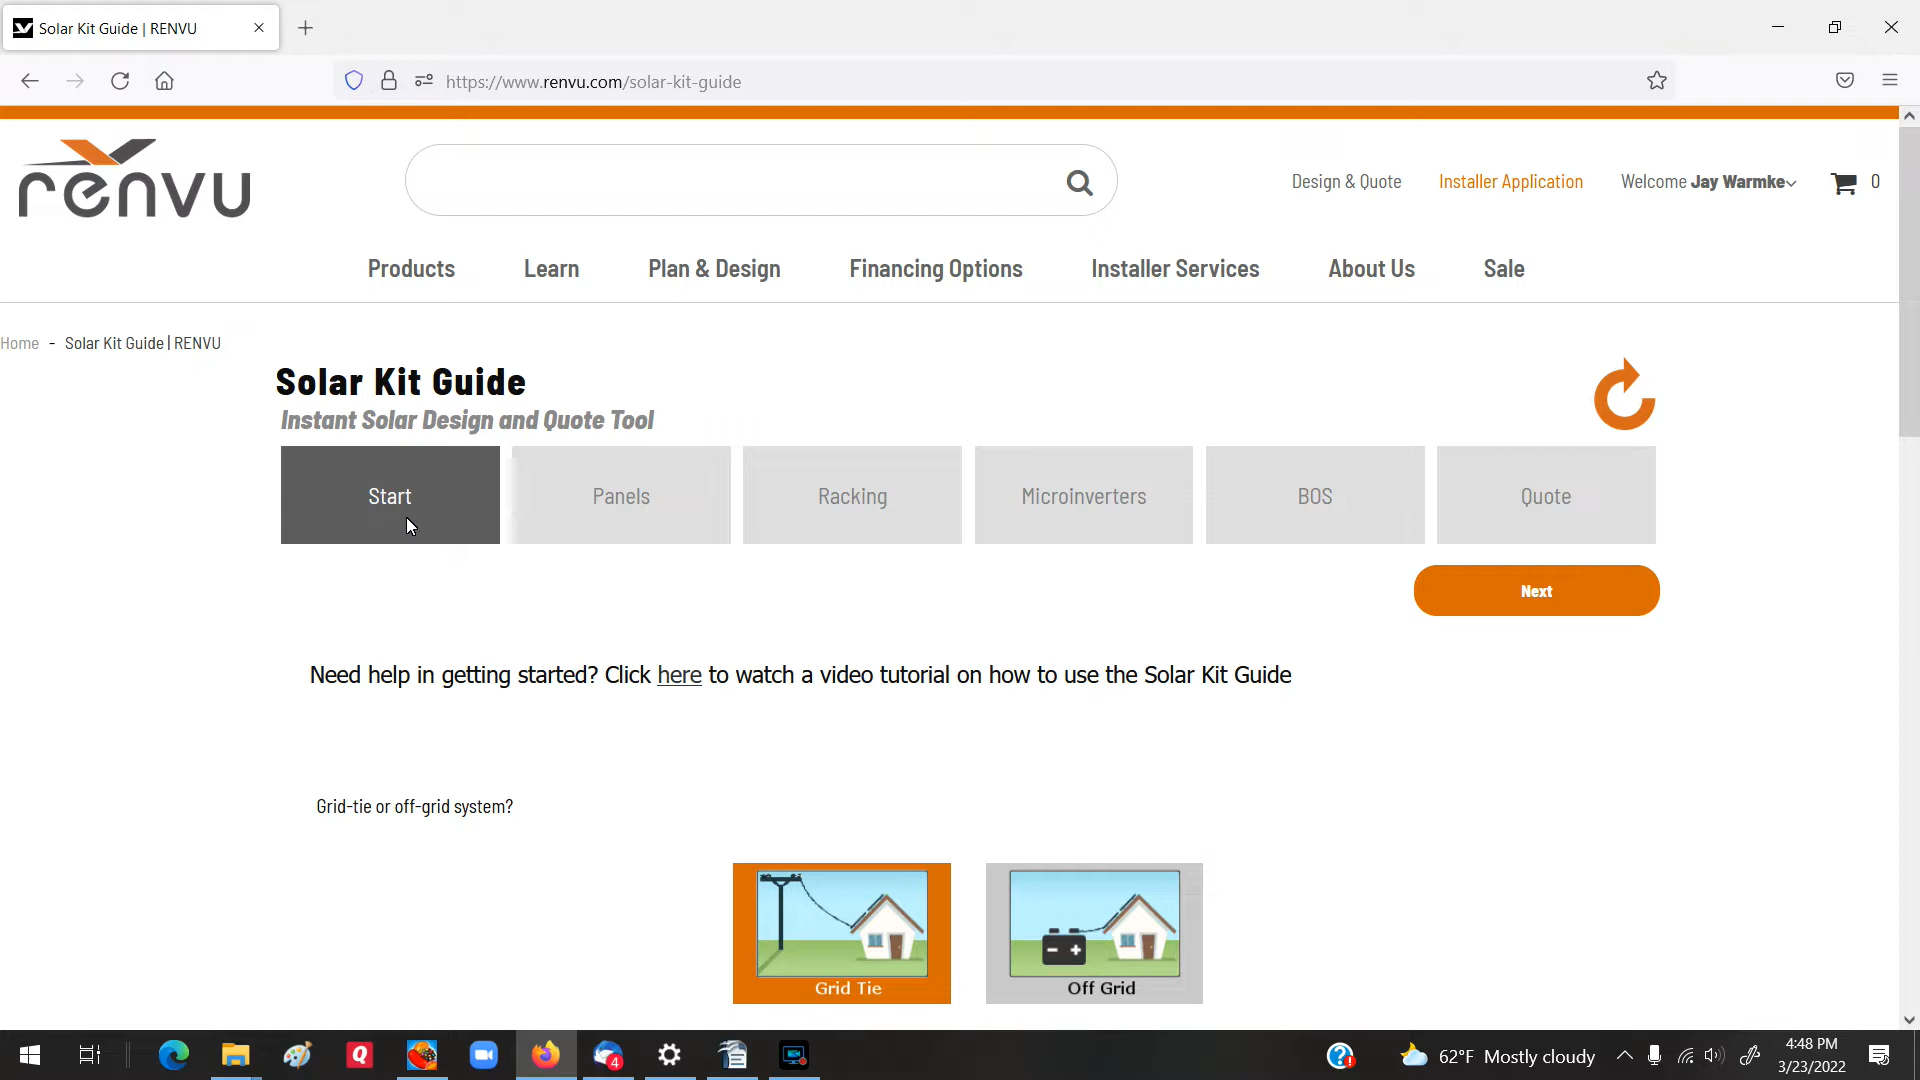 Solar Kit Guide | RENVU
https://www.renvu.com/solar-kit-guide
renvu
Design & Quote
Installer Application
Welcome Jay Warmke
0
Products
Learn
Plan & Design
Financing Options
Installer Services
About Us
Sale
Home - Solar Kit Guide | RENVU
Solar Kit Guide
Instant Solar Design and Quote Tool
Start
Panels
Racking
Microinverters
BOS
Quote
Next
Need help in getting started? Click here to watch a video tutorial on how to use the Solar Kit Guide
Grid-tie or off-grid system?
Grid Tie
Off Grid
Q
4
62°F Mostly cloudy
4:48 PM
3/23/2022